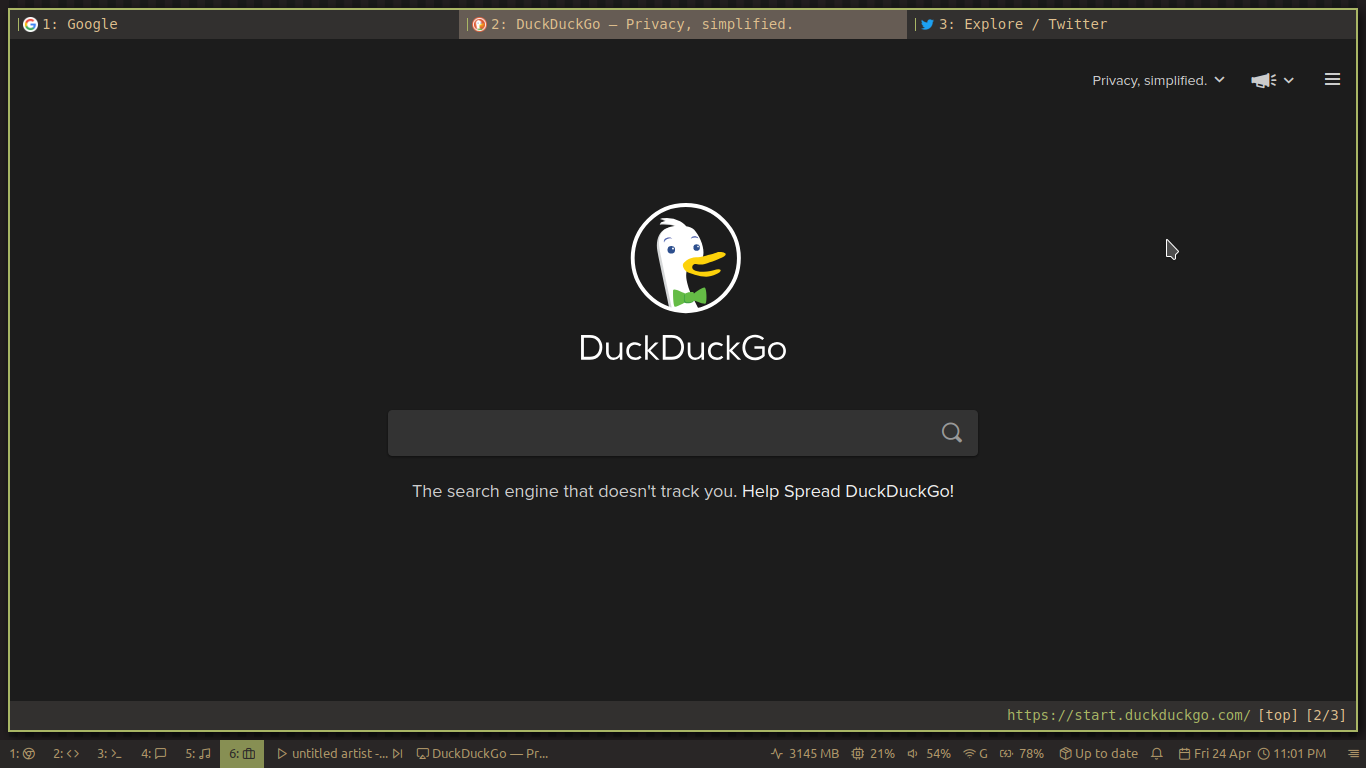 1: Google
2: DuckDuckGo — Privacy, simplified.
3: Explore / Twitter
Privacy, simplified.
DuckDuckGo
The search engine that doesn't track you. Help Spread DuckDuckGo!
https://start.duckduckgo.com/ [top] [2/3]
1: 2: 3: 4: 5: 6: untitled artist -... DuckDuckGo — Pr... 3145 MB 21% 54% G 78% Up to date Fri 24 Apr 11:01 PM